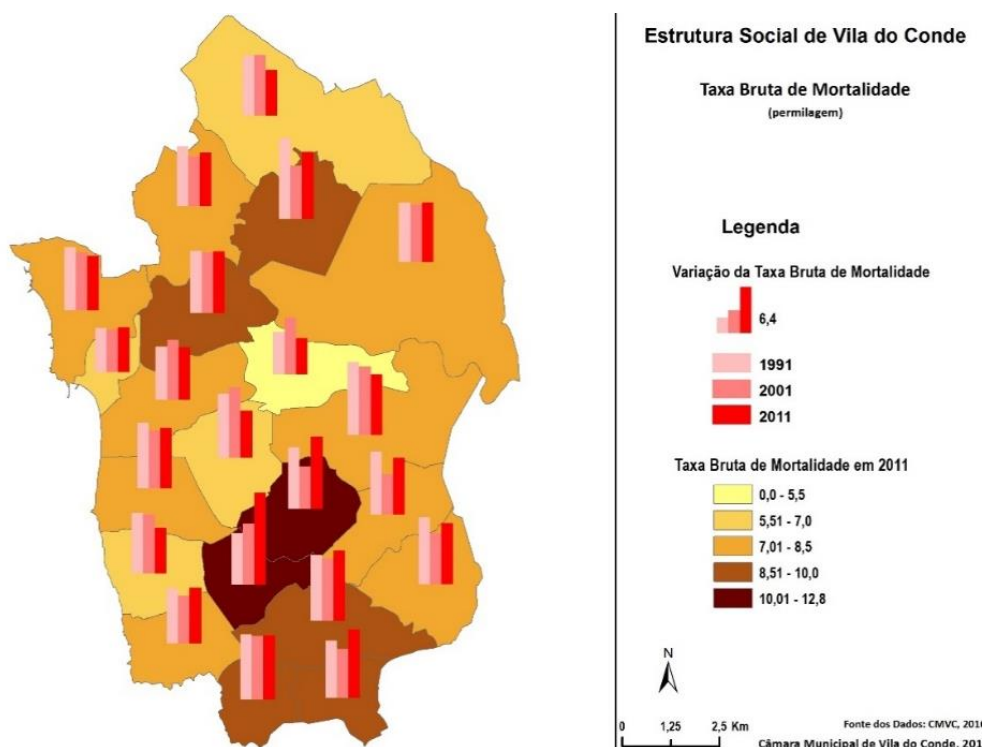 Estrutura Social de Vila do Conde
Taxa Bruta de Mortalidade
(permilagem)
Legenda
Variação da Taxa Bruta de Mortalidade
6,4
1991
2001
2011
Taxa Bruta de Mortalidade em 2011
0,0 - 5,5
5,51 - 7,0
7,01 - 8,5
8,51 - 10,0
10,01 - 12,8
N
0 1,25 2,5 Km
Fonte dos Dados: CMVC, 201
Câmara Municipal de Vila do Conde, 201